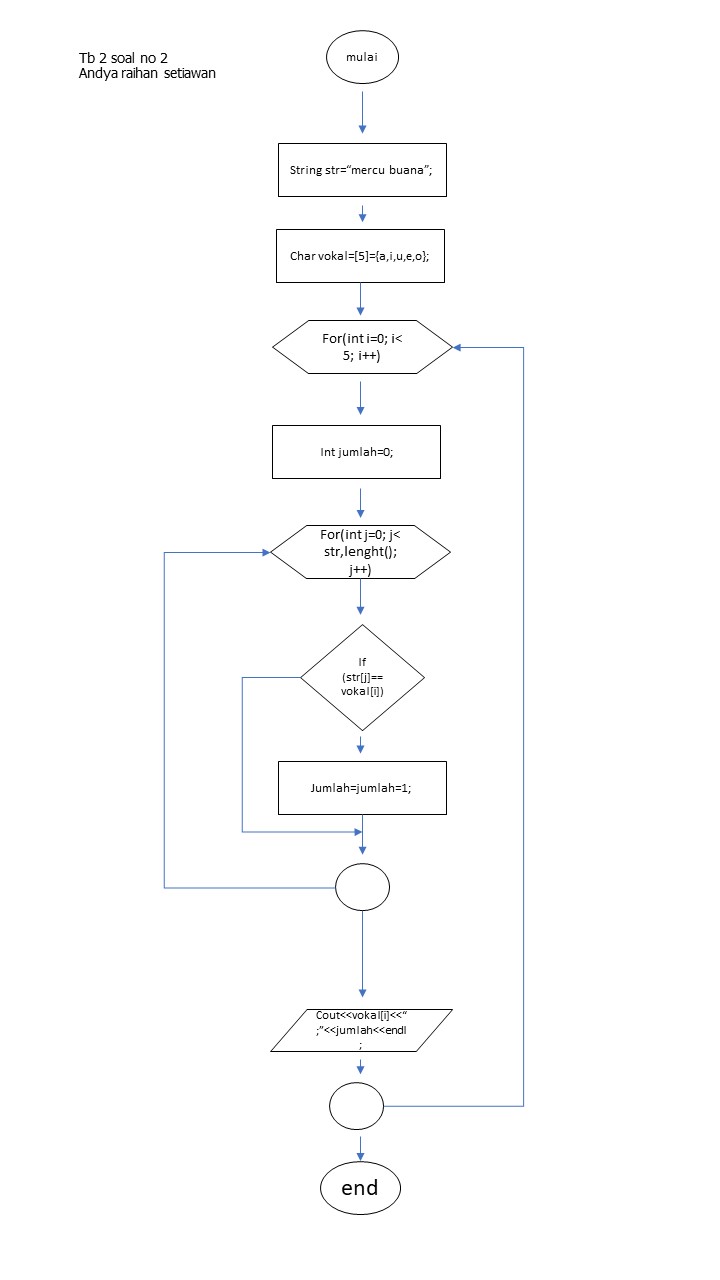 Tb 2 soal no 2
Andya raihan setiawan
mulai
String str=“mercu buana”;
Char vokal=[5]={a,i,u,e,o};
For(int i=0; i<
5; i++)
Int jumlah=0;
For(int j=0; j<
str,lenght();
j++)
If
(str[j]==
vokal[i])
Jumlah=jumlah=1;
Cout<<vokal[i]<<“
;”<<jumlah<<endl
;
end